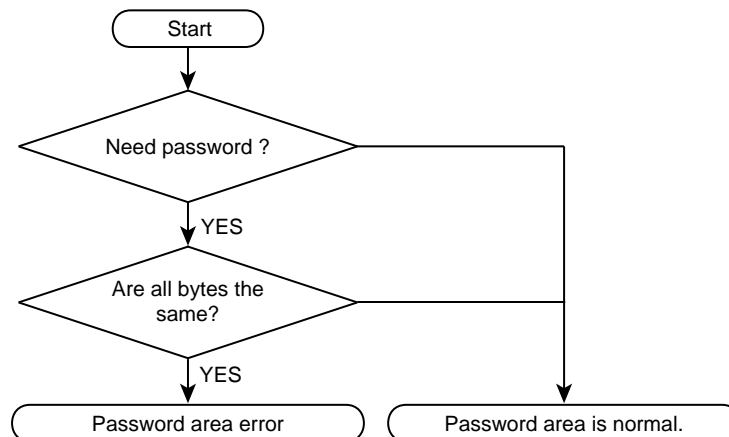 Start
Need password ?
YES
Are all bytes the
same?
YES
Password area error
Password area is normal.